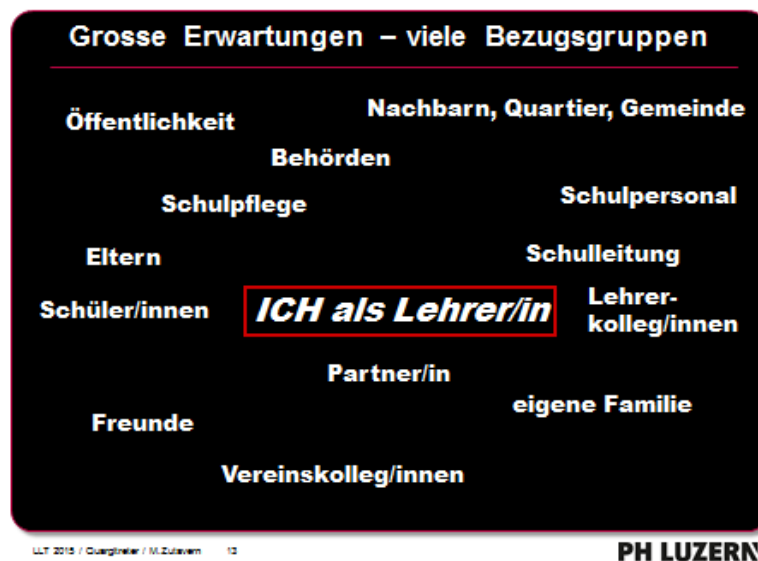 Grosse Erwartungen – viele Bezugsgruppen
Nachbarn, Quartier, Gemeinde
Öffentlichkeit
Behörden
Schulpersonal
Schulpflege
Schulleitung
Eltern
Schüler/innen
ICH als Lehrer/in
Lehrer-
kolleg/innen
Partner/in
eigene Familie
Freunde
Vereinskolleg/innen
LLT 2015 / Quargitreter / M.Zutavern 13
PH LUZERN